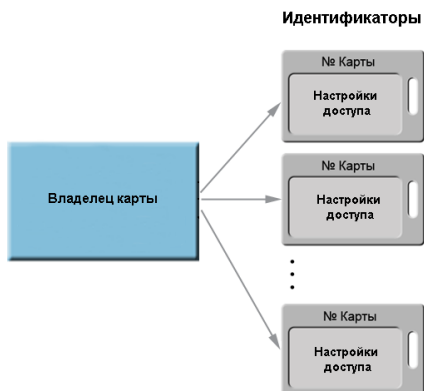 Идентификаторы
№ Карты
Настройки
доступа
Владелец карты
№ Карты
Настройки
доступа
№ Карты
Настройки
доступа